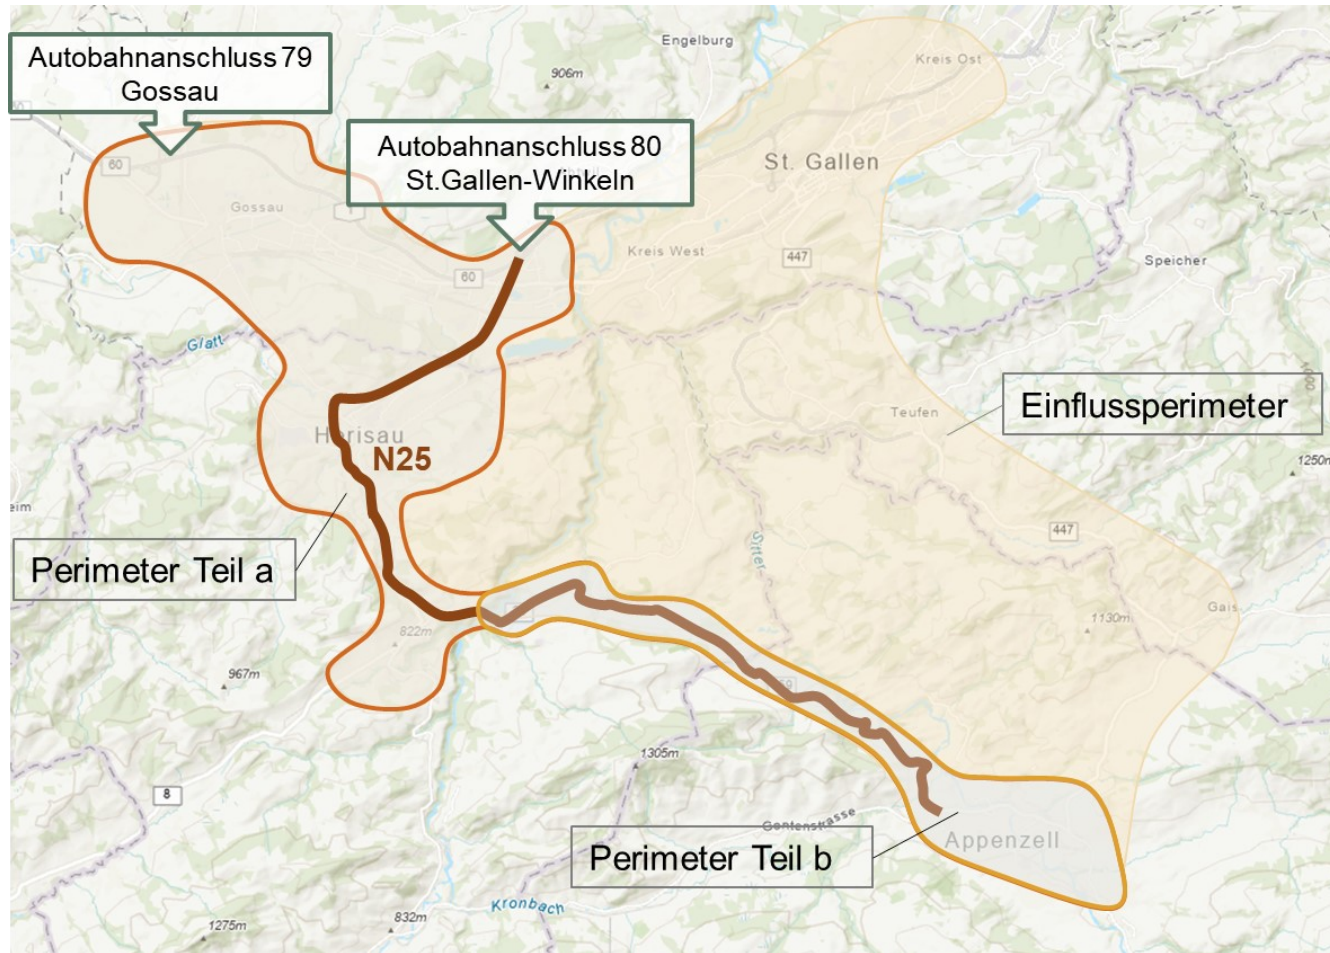 Engelburg
Kreis Ost
Autobahnanschluss 79
Gossau
906m
Autobahnanschluss 80
St.Gallen-Winkeln
St. Gallen
60
Gossau
1
Kreis West
447
Speicher
60
Glatt
Einflussperimeter
Teufen
Herisau
N25
1250m
447
Sitter
Perimeter Teil a
Gais
1130m
822m
967m
1305m
8
Gontenstrasse
Perimeter Teil b
Appenzell
Kronbach
832m
1275m